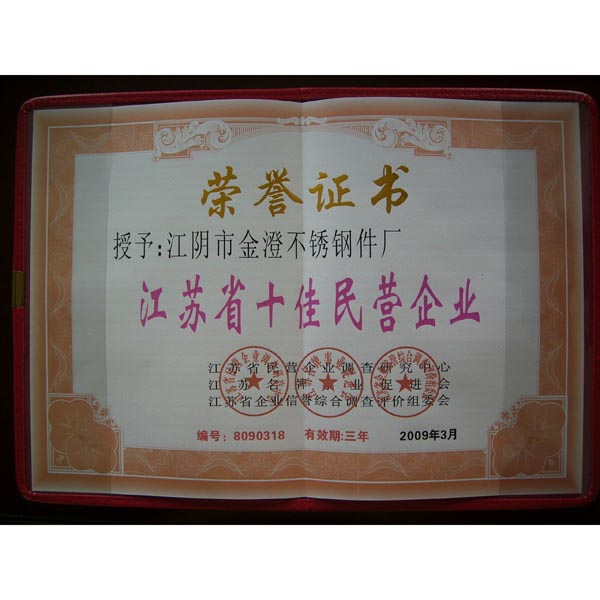 荣誉证书
授予:江阴市金澄不锈钢件厂
江苏省十佳民营企业
江苏省民营企业调查研究中心
江苏名牌事业促进会
江苏省企业信誉综合调查评价组委会
编号:8090318 有效期:三年 2009年3月